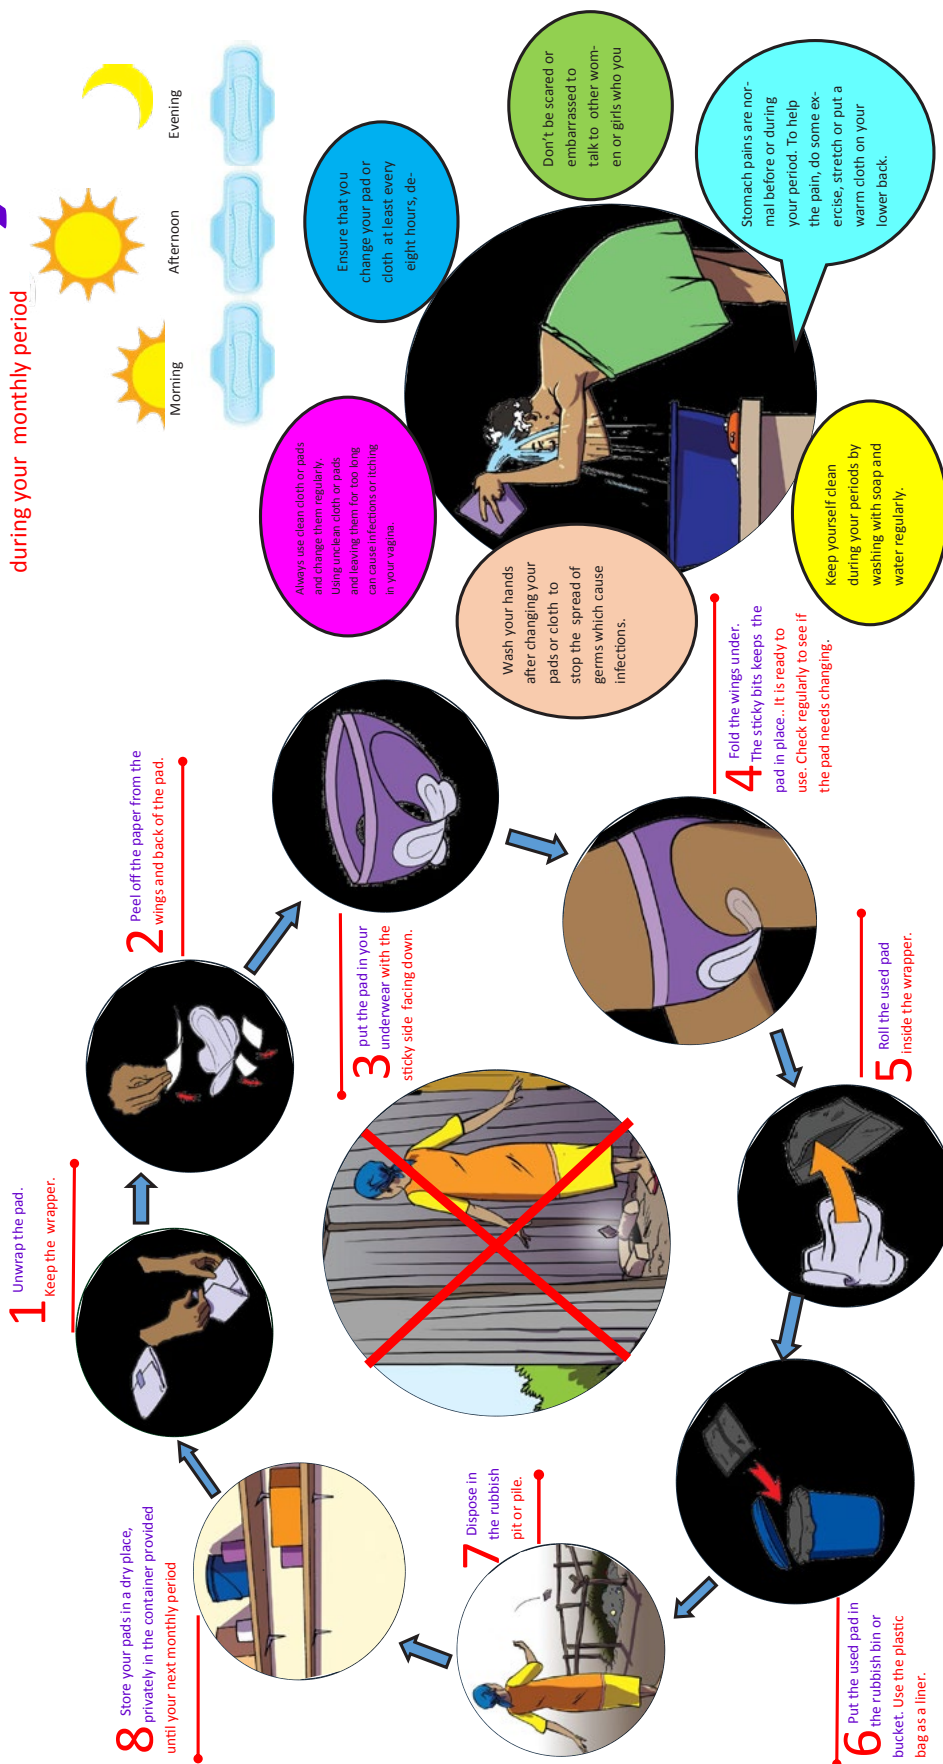 during your monthly period
Morning
Afternoon
Evening
1 Unwrap the pad.
Keep the wrapper.
2 Peel off the paper from the
wings and back of the pad.
3 put the pad in your
underwear with the
sticky side facing down.
4 Fold the wings under.
The sticky bits keeps the
pad in place.. It is ready to
use. Check regularly to see if
the pad needs changing.
5 Roll the used pad
inside the wrapper.
6 Put the used pad in
the rubbish bin or
bucket. Use the plastic
bag as a liner.
7 Dispose in
the rubbish
pit or pile.
8 Store your pads in a dry place,
privately in the container provided
until your next monthly period
Always use clean cloth or pads
and change them regularly
Using unclean cloth or pads
and leaving them for too long
can cause infections or itching
in your vagina
Ensure that you
change your pad or
cloth at least every
eight hours, de-
Wash your hands
after changing your
pads or cloth to
stop the spread of
germs which cause
infections.
Don't be scared or
embarrassed to
talk to other wom-
en or girls who you
Keep yourself clean
during your periods by
washing with soap and
water regularly.
Stomach pains are nor-
mal before or during
your period. To help
the pain, do some ex-
ercise, stretch or put a
warm cloth on your
lower back.